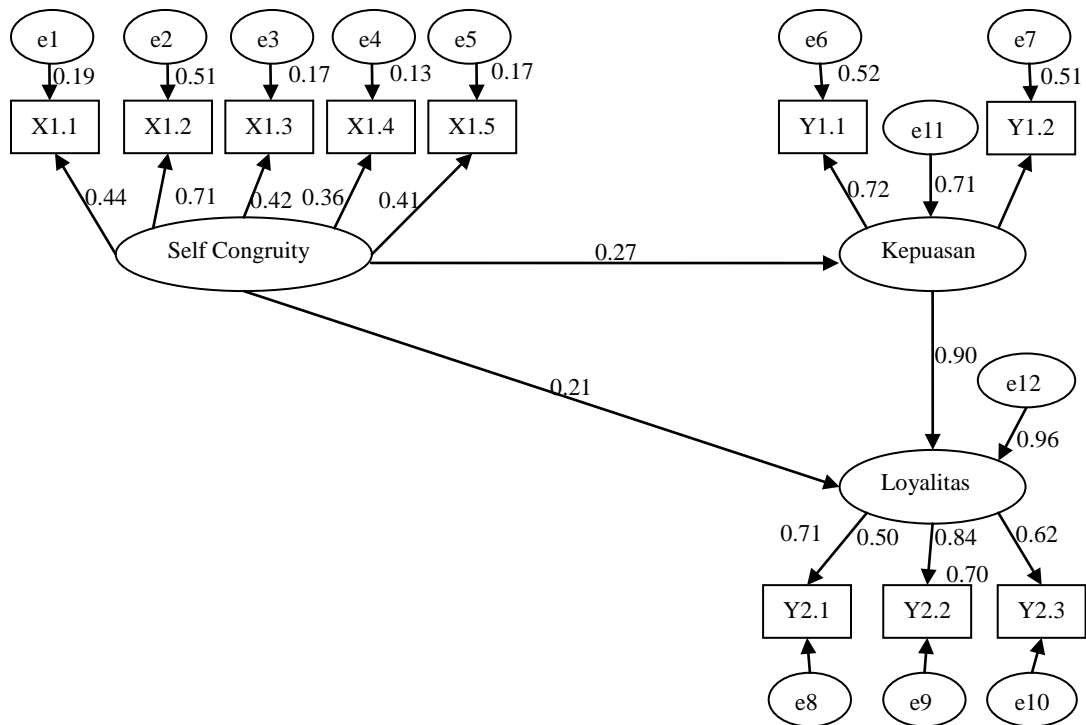 e1 e2 e3 e4 e5 e6 e7
0.19 0.51 0.17 0.13 0.17 0.52 0.51
X1.1 X1.2 X1.3 X1.4 X1.5 Y1.1 e11 Y1.2
0.44 0.71 0.42 0.36 0.41 0.72 0.71
Self Congruity 0.27 Kepuasan
0.90
0.21 e12
0.96
Loyalitas
0.71 0.50 0.84 0.62
0.70
Y2.1 Y2.2 Y2.3
e8 e9 e10